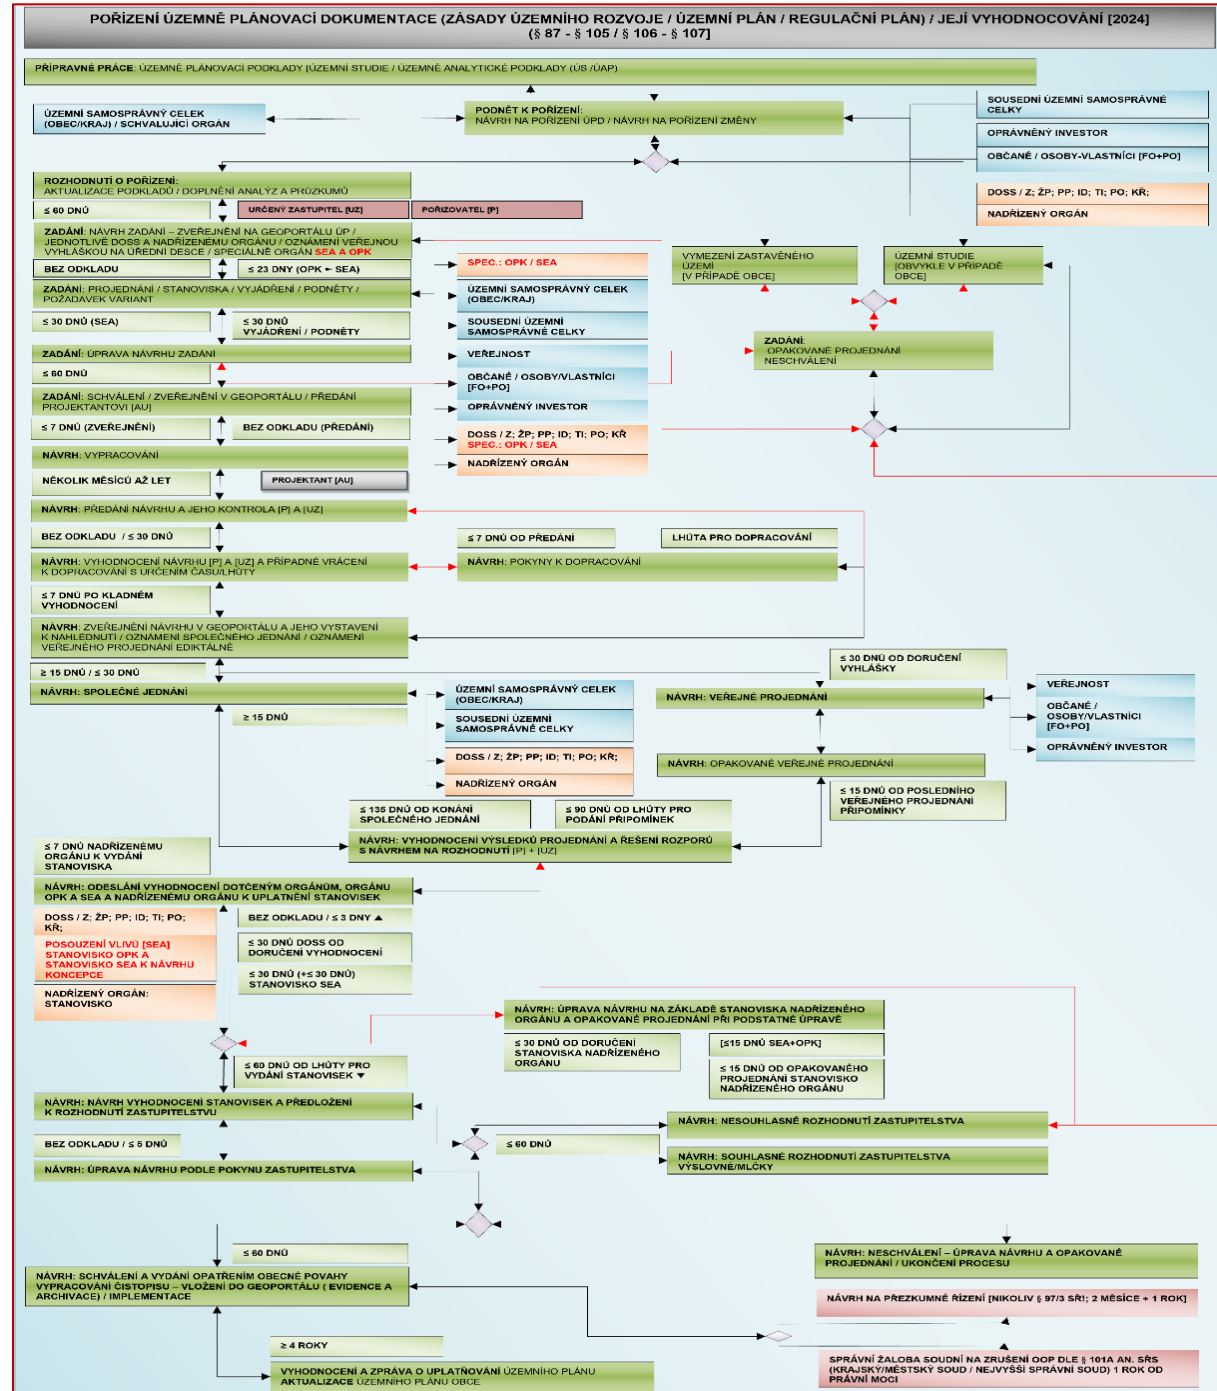 POŘÍZENÍ ÚZEMNĚ PLÁNOVACÍ DOKUMENTACE (ZÁSADY ÚZEMNÍHO ROZVOJE / ÚZEMNÍ PLÁN / REGULAČNÍ PLÁN) / JEJÍ VYHODNOCOVÁNÍ [2024]
(§ 87 - § 105 / § 106 - § 107]
PŘÍPRAVNÉ PRÁCE: ÚZEMNĚ PLÁNOVACÍ PODKLADY [ÚZEMNÍ STUDIE / ÚZEMNĚ ANALYTICKÉ PODKLADY (ÚS /ÚAP)
ÚZEMNÍ SAMOSPRÁVNÝ CELEK
(OBEC/KRAJ) / SCHVALUJÍCÍ ORGÁN
PODNĚT K POŘÍZENÍ:
NÁVRH NA POŘÍZENÍ ÚPD / NÁVRH NA POŘÍZENÍ ZMĚNY
SOUSEDNÍ ÚZEMNÍ SAMOSPRÁVNÉ
CELKY
OPRÁVNĚNÝ INVESTOR
OBČANÉ / OSOBY-VLASTNÍCI [FO+PO]
DOSS / Z; ŽP; PP; ID; TI; PO; KŘ;
NADŘÍZENÝ ORGÁN
ROZHODNUTÍ O POŘÍZENÍ:
AKTUALIZACE PODKLADŮ / DOPLNĚNÍ ANALÝZ A PRŮZKUMŮ
≤ 60 DNŮ
URČENÝ ZASTUPITEL [UZ]
POŘIZOVATEL [P]
ZADÁNÍ: NÁVRH ZADÁNÍ – ZVEŘEJNĚNÍ NA GEOPORTÁLU ÚP /
JEDNOTLIVÉ DOSS A NADŘÍZENÉMU ORGÁNU / OZNÁMENÍ VEŘEJNOU
VYHLÁŠKOU NA ÚŘEDNÍ DESCE / SPECIÁLNĚ ORGÁN SEA A OPK
BEZ ODKLADU
≤ 23 DNY (OPK ← SEA)
ZADÁNÍ: PROJEDNÁNÍ / STANOVISKA / VYJÁDŘENÍ / PODNĚTY /
POŽADAVEK VARIANT
≤ 30 DNŮ (SEA)
≤ 30 DNŮ
VYJÁDŘENÍ / PODNĚTY
ZADÁNÍ: ÚPRAVA NÁVRHU ZADÁNÍ
≤ 60 DNŮ
ZADÁNÍ: SCHVÁLENÍ / ZVEŘEJNĚNÍ V GEOPORTÁLU / PŘEDÁNÍ
PROJEKTANTOVI [AU]
≤ 7 DNŮ (ZVEŘEJNĚNÍ)
BEZ ODKLADU (PŘEDÁNÍ)
NÁVRH: VYPRACOVÁNÍ
NĚKOLIK MĚSÍCŮ AŽ LET
PROJEKTANT [AU]
SPEC.: OPK / SEA
ÚZEMNÍ SAMOSPRÁVNÝ CELEK
(OBEC/KRAJ)
SOUSEDNÍ ÚZEMNÍ
SAMOSPRÁVNÉ CELKY
VEŘEJNOST
OBČANÉ / OSOBY/VLASTNÍCI
[FO+PO]
OPRÁVNĚNÝ INVESTOR
DOSS / Z; ŽP; PP; ID; TI; PO; KŘ
SPEC.: OPK / SEA
NADŘÍZENÝ ORGÁN
VYMEZENÍ ZASTAVĚNÉHO
ÚZEMÍ
[V PŘÍPADĚ OBCE]
ÚZEMNÍ STUDIE
[OBVYKLE V PŘÍPADĚ
OBCE]
ZADÁNÍ:
OPAKOVANÉ PROJEDNÁNÍ
NESCHVÁLENÍ
NÁVRH: PŘEDÁNÍ NÁVRHU A JEHO KONTROLA [P] A [UZ]
BEZ ODKLADU / ≤ 30 DNŮ
≤ 7 DNŮ OD PŘEDÁNÍ
LHŮTA PRO DOPRACOVÁNÍ
NÁVRH: VYHODNOCENÍ NÁVRHU [P] A [UZ] A PŘÍPADNÉ VRÁCENÍ
K DOPRACOVÁNÍ S URČENÍM ČASU/LHŮTY
NÁVRH: POKYNY K DOPRACOVÁNÍ
≤ 7 DNŮ PO KLADNÉM
VYHODNOCENÍ
NÁVRH: ZVEŘEJNĚNÍ NÁVRHU V GEOPORTÁLU A JEHO VYSTAVENÍ
K NAHLÉDNUTÍ / OZNÁMENÍ SPOLEČNÉHO JEDNÁNÍ / OZNÁMENÍ
VEŘEJNÉHO PROJEDNÁNÍ EDIKTÁLNĚ
≥ 15 DNŮ / ≤ 30 DNŮ
≤ 30 DNŮ OD DORUČENÍ
VYHLÁŠKY
NÁVRH: SPOLEČNÉ JEDNÁNÍ
≥ 15 DNŮ
ÚZEMNÍ SAMOSPRÁVNÝ CELEK
(OBEC/KRAJ)
SOUSEDNÍ ÚZEMNÍ
SAMOSPRÁVNÉ CELKY
DOSS / Z; ŽP; PP; ID; TI; PO; KŘ;
NADŘÍZENÝ ORGÁN
NÁVRH: VEŘEJNÉ PROJEDNÁNÍ
VEŘEJNOST
OBČANÉ /
OSOBY/VLASTNÍCI
[FO+PO]
OPRÁVNĚNÝ INVESTOR
NÁVRH: OPAKOVANÉ VEŘEJNÉ PROJEDNÁNÍ
≤ 15 DNŮ OD POSLEDNÍHO
VEŘEJNÉHO PROJEDNÁNÍ
PŘIPOMÍNKY
≤ 135 DNŮ OD KONÁNÍ
SPOLEČNÉHO JEDNÁNÍ
≤ 90 DNŮ OD LHŮTY PRO
PODÁNÍ PŘIPOMÍNEK
NÁVRH: VYHODNOCENÍ VÝSLEDKŮ PROJEDNÁNÍ A ŘEŠENÍ ROZPORŮ
S NÁVRHEM NA ROZHODNUTÍ [P] + [UZ]
≤ 7 DNŮ NADŘÍZENÉMU
ORGÁNU K VYDÁNÍ
STANOVISKA
NÁVRH: ODESLÁNÍ VYHODNOCENÍ DOTČENÝM ORGÁNŮM, ORGÁNU
OPK A SEA A NADŘÍZENÉMU ORGÁNU K UPLATNĚNÍ STANOVISEK
DOSS / Z; ŽP; PP; ID; TI; PO;
KŘ;
POSOUZENÍ VLIVŮ [SEA]
STANOVISKO OPK A
STANOVISKO SEA K NÁVRHU
KONCEPCE
NADŘÍZENÝ ORGÁN:
STANOVISKO
BEZ ODKLADU / ≤ 3 DNY ▲
≤ 30 DNŮ DOSS OD
DORUČENÍ VYHODNOCENÍ
≤ 30 DNŮ (+≤ 30 DNŮ)
STANOVISKO SEA
NÁVRH: ÚPRAVA NÁVRHU NA ZÁKLADĚ STANOVISKA NADŘÍZENÉHO
ORGÁNU A OPAKOVANÉ PROJEDNÁNÍ PŘI PODSTATNÉ ÚPRAVĚ
≤ 30 DNŮ OD DORUČENÍ
STANOVISKA NADŘÍZENÉHO
ORGÁNU
[≤15 DNŮ SEA+OPK]
≤ 15 DNŮ OD OPAKOVANÉHO
PROJEDNÁNÍ STANOVISKO
NADŘÍZENÉHO ORGÁNU
≤ 60 DNŮ OD LHŮTY PRO
VYDÁNÍ STANOVISEK ▼
NÁVRH: NÁVRH VYHODNOCENÍ STANOVISEK A PŘEDLOŽENÍ
K ROZHODNUTÍ ZASTUPITELSTVU
BEZ ODKLADU / ≤ 5 DNŮ
≤ 60 DNŮ
NÁVRH: NESOUHLASNÉ ROZHODNUTÍ ZASTUPITELSTVA
NÁVRH: SOUHLASNÉ ROZHODNUTÍ ZASTUPITELSTVA
VÝSLOVNÉ/MLČKY
NÁVRH: ÚPRAVA NÁVRHU PODLE POKYNU ZASTUPITELSTVA
≤ 60 DNŮ
NÁVRH: NESCHVÁLENÍ – ÚPRAVA NÁVRHU A OPAKOVANÉ
PROJEDNÁNÍ / UKONČENÍ PROCESU
NÁVRH: SCHVÁLENÍ A VYDÁNÍ OPATŘENÍM OBECNÉ POVAHY
VYPRACOVÁNÍ ČISTOPISU – VLOŽENÍ DO GEOPORTÁLU ( EVIDENCE A
ARCHIVACE) / IMPLEMENTACE
NÁVRH NA PŘEZKUMNÉ ŘÍZENÍ [NIKOLIV § 97/3 SŘ!; 2 MĚSÍCE + 1 ROK]
≥ 4 ROKY
VYHODNOCENÍ A ZPRÁVA O UPLATŇOVÁNÍ ÚZEMNÍHO PLÁNU
AKTUALIZACE ÚZEMNÍHO PLÁNU OBCE
SPRÁVNÍ ŽALOBA SOUDNÍ NA ZRUŠENÍ OOP DLE § 101A AN. SŘS
(KRAJSKÝ/MĚSTSKÝ SOUD / NEJVYŠŠÍ SPRÁVNÍ SOUD) 1 ROK OD
PRÁVNÍ MOCI